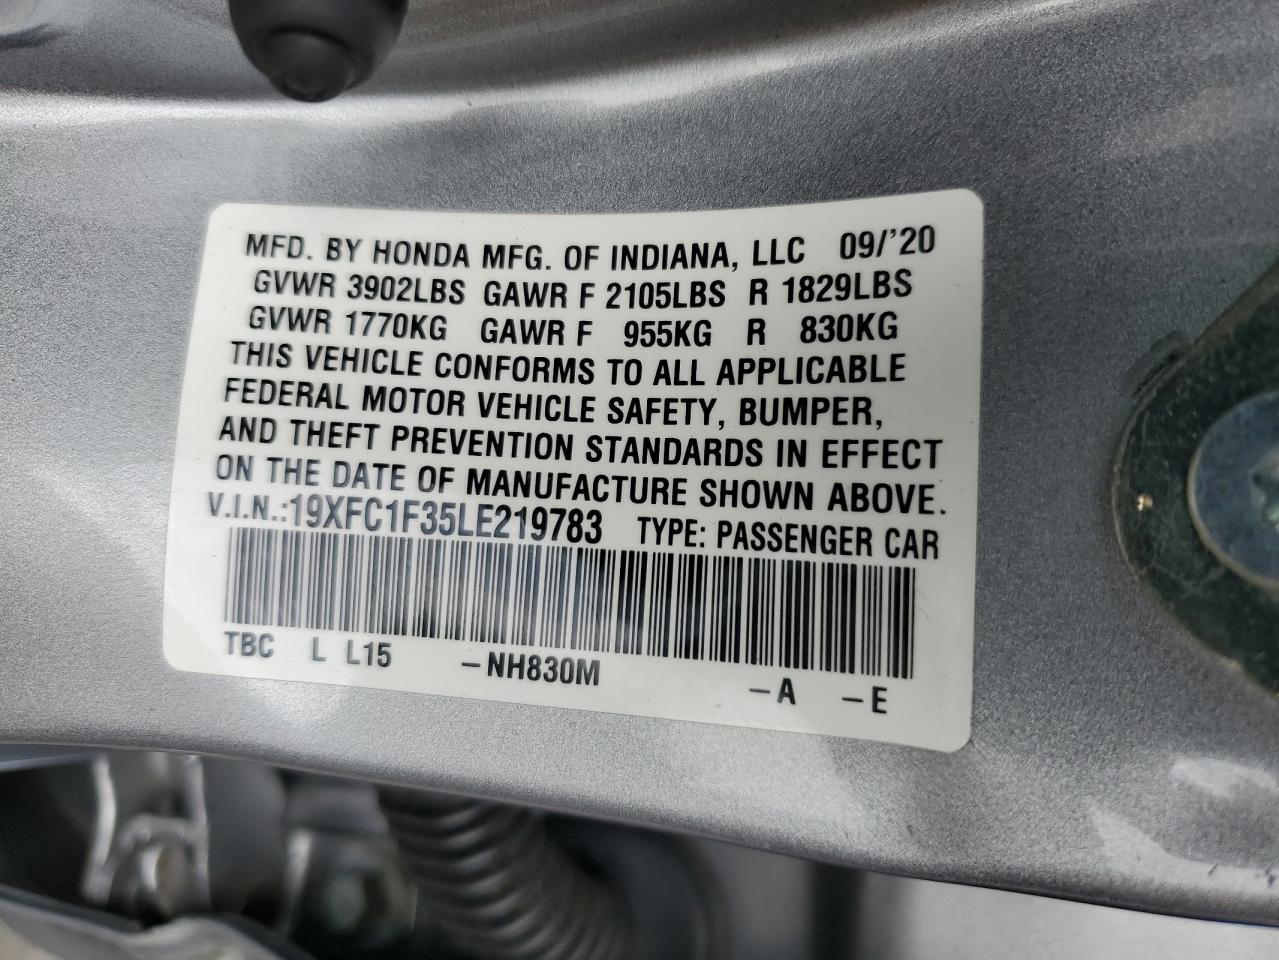 MFD. BY HONDA MFG. OF INDIANA, LLC 09/'20
GVWR 3902LBS GAWR F 2105LBS R 1829LBS
GVWR 1770KG GAWR F 955KG R 830KG
THIS VEHICLE CONFORMS TO ALL APPLICABLE
FEDERAL MOTOR VEHICLE SAFETY, BUMPER,
AND THEFT PREVENTION STANDARDS IN EFFECT
ON THE DATE OF MANUFACTURE SHOWN ABOVE.
V.I.N.:19XFC1F35LE219783 TYPE: PASSENGER CAR
TBC L L15 -NH830M -A -E